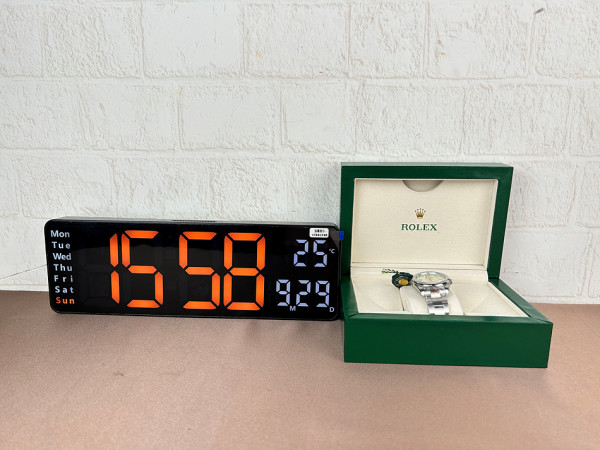 Mon
Tue
Wed
Thu
Fri
Sat
Sun
15 58
25 °C
9.29
M D
ROLEX